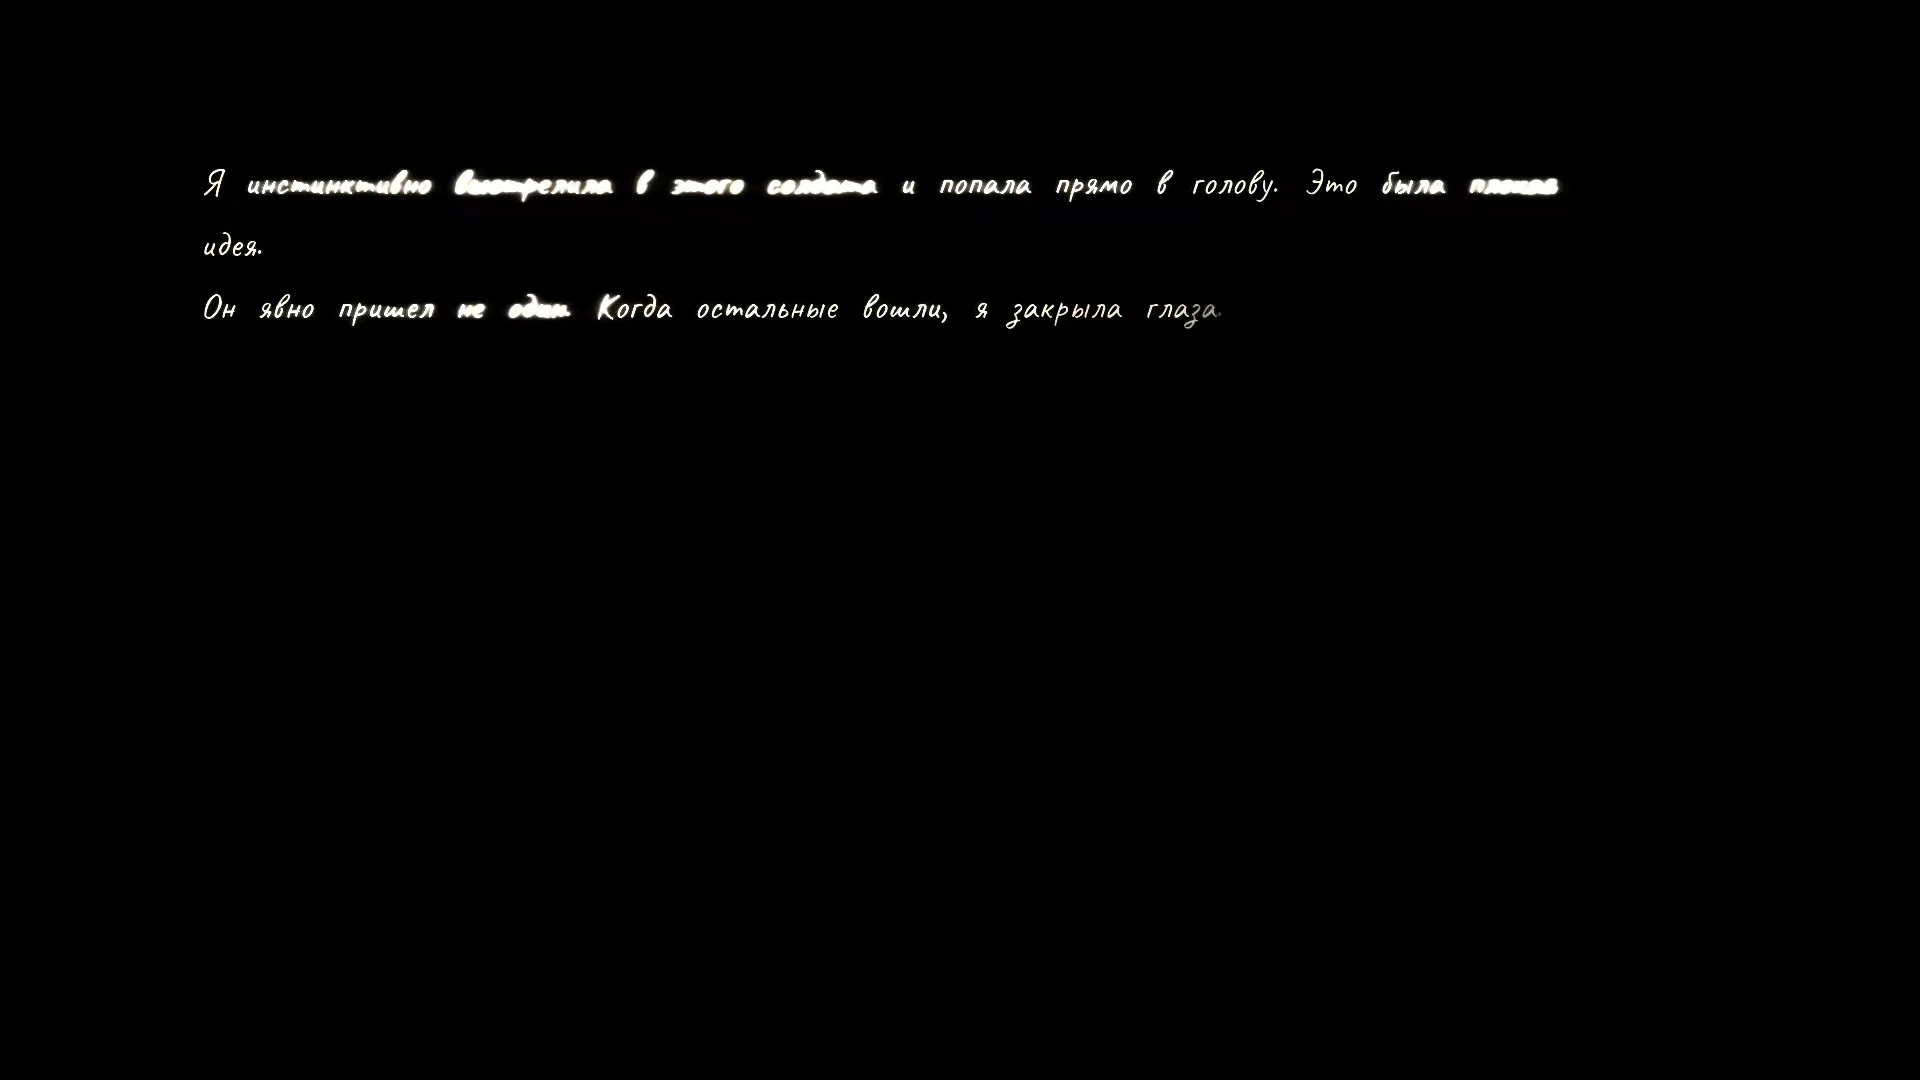 Я инстинктивно выстрелила в этого солдата и попала прямо в голову. Это была плохая
идея.
Он явно пришел не один. Когда остальные вошли, я закрыла глаза.